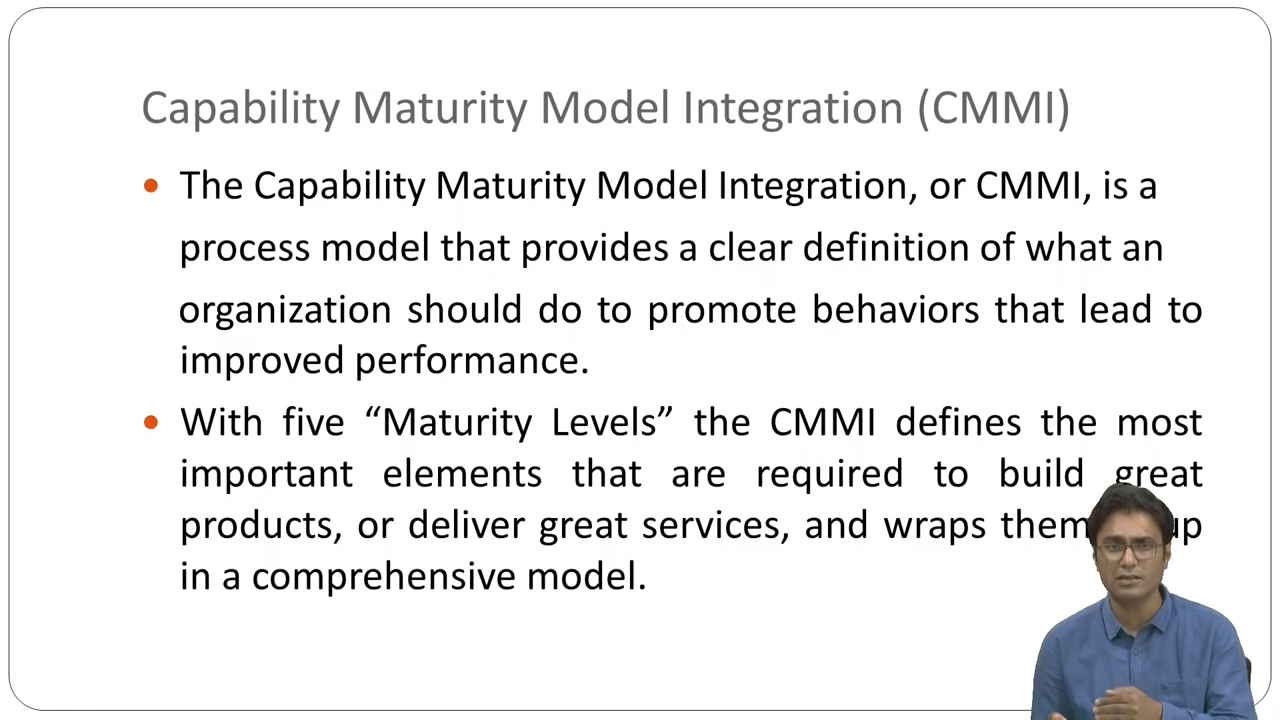 Capability Maturity Model Integration (CMMI)
• The Capability Maturity Model Integration, or CMMI, is a
process model that provides a clear definition of what an
organization should do to promote behaviors that lead to
improved performance.
• With five “Maturity Levels” the CMMI defines the most
important elements that are required to build great
products, or deliver great services, and wraps them up
in a comprehensive model.